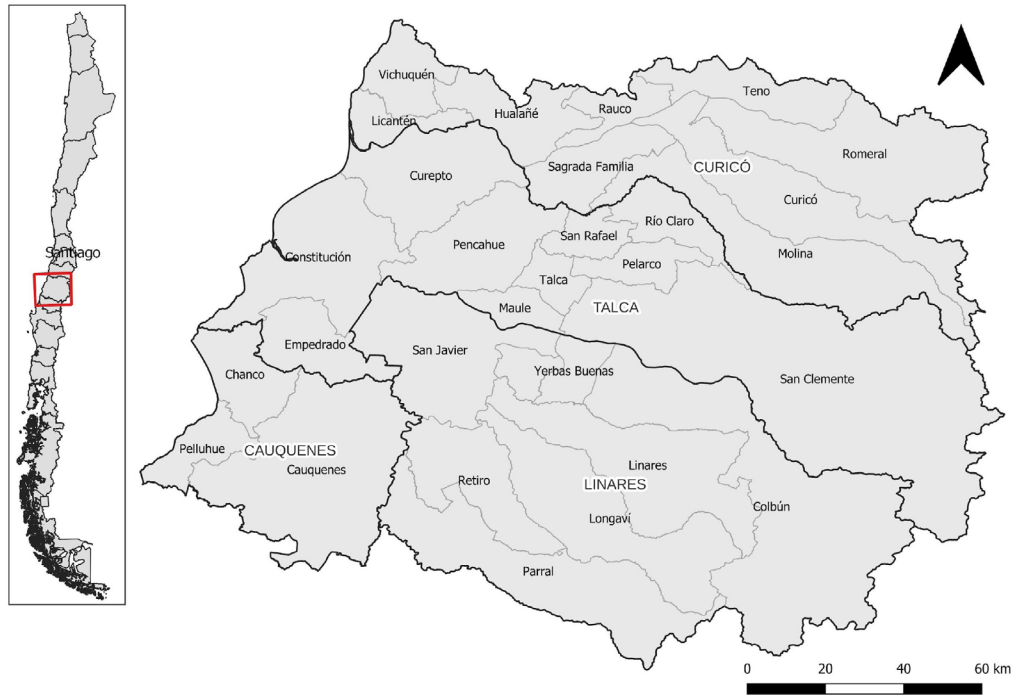 Santiago
Vichuquén
Licantén
Hualañé
Rauco
Teno
Romeral
Sagrada Familia
CURICÓ
Curicó
Molina
Curepto
Pencahue
Constitución
San Rafael
Río Claro
Pelarco
Talca
TALCA
Maule
San Clemente
Empedrado
San Javier
Yerbas Buenas
Chanco
Pelluhue
CAUQUENES
Cauquenes
Retiro
Linares
LINARES
Longaví
Colbún
Parral
0 20 40 60 km